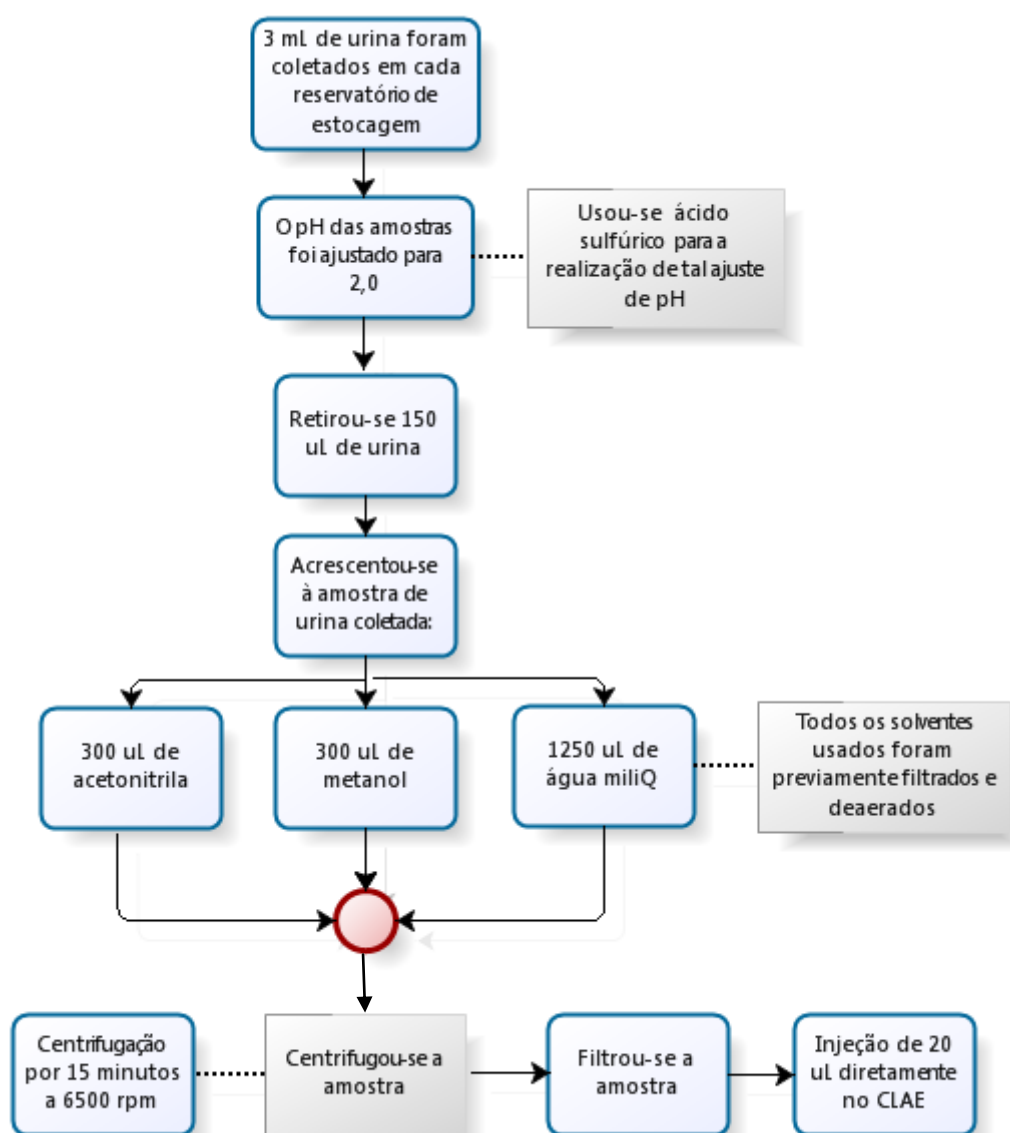 3 mL de urina foram
coletados em cada
reservatório de
estocagem
O pH das amostras
foi ajustado para
2,0
Usou-se ácido
sulfúrico para a
realização de tal ajuste
de pH
Retirou-se 150
uL de urina
Acrescentou-se
à amostra de
urina coletada:
300 uL de
acetonitrila
300 uL de
metanol
1250 uL de
água miliQ
Todos os solventes
usados foram
previamente filtrados e
deaerados
Centrifugação
por 15 minutos
a 6500 rpm
Centrifugou-se a
amostra
Filtrou-se a
amostra
Injeção de 20
uL diretamente
no CLAE